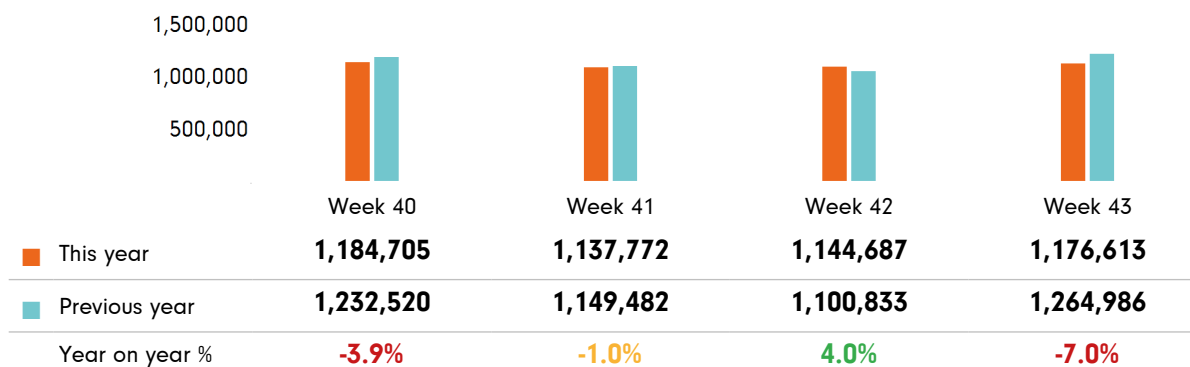 1,500,000
1,000,000
500,000
Week 40 Week 41 Week 42 Week 43
This year 1,184,705 1,137,772 1,144,687 1,176,613
Previous year 1,232,520 1,149,482 1,100,833 1,264,986
Year on year % -3.9% -1.0% 4.0% -7.0%